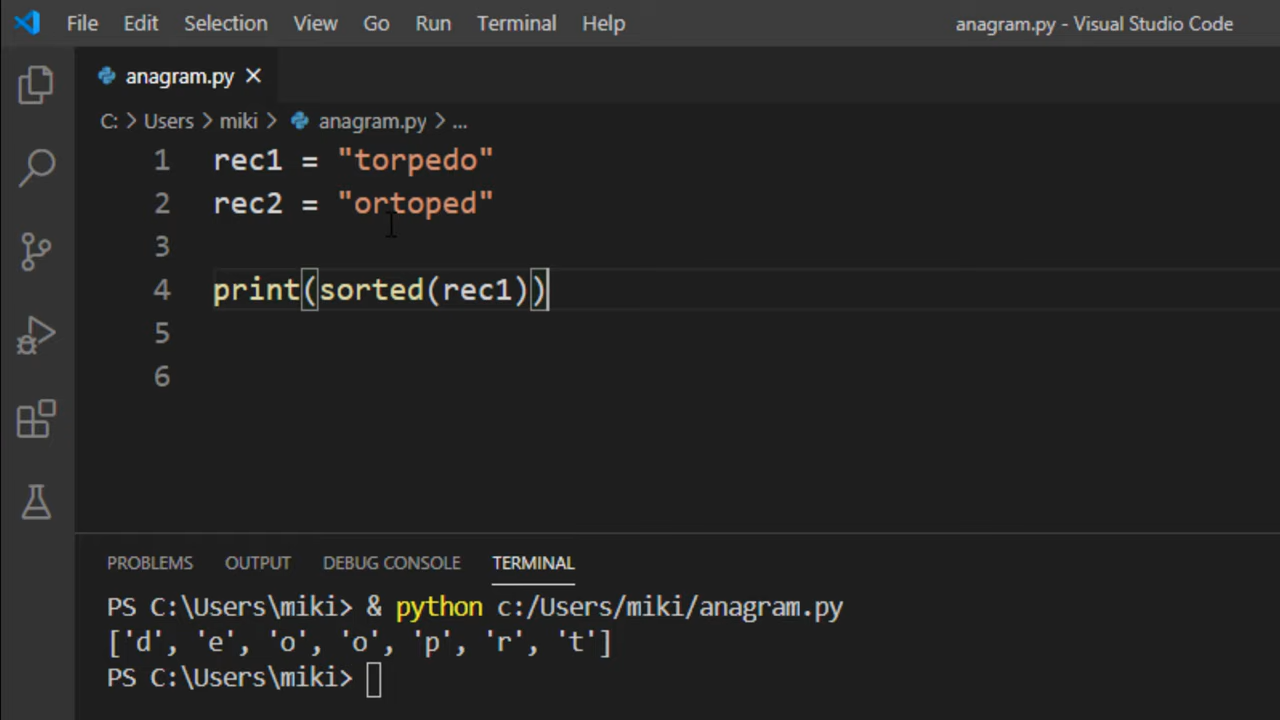 File Edit Selection View Go Run Terminal Help anagram.py - Visual Studio Code
anagram.py
C: > Users > miki > anagram.py > ...
1 rec1 = "torpedo"
2 rec2 = "ortoped"
3
4 print(sorted(rec1))
5
6
PROBLEMS OUTPUT DEBUG CONSOLE TERMINAL
PS C:\Users\miki> & python c:/Users/miki/anagram.py
['d', 'e', 'o', 'o', 'p', 'r', 't']
PS C:\Users\miki>